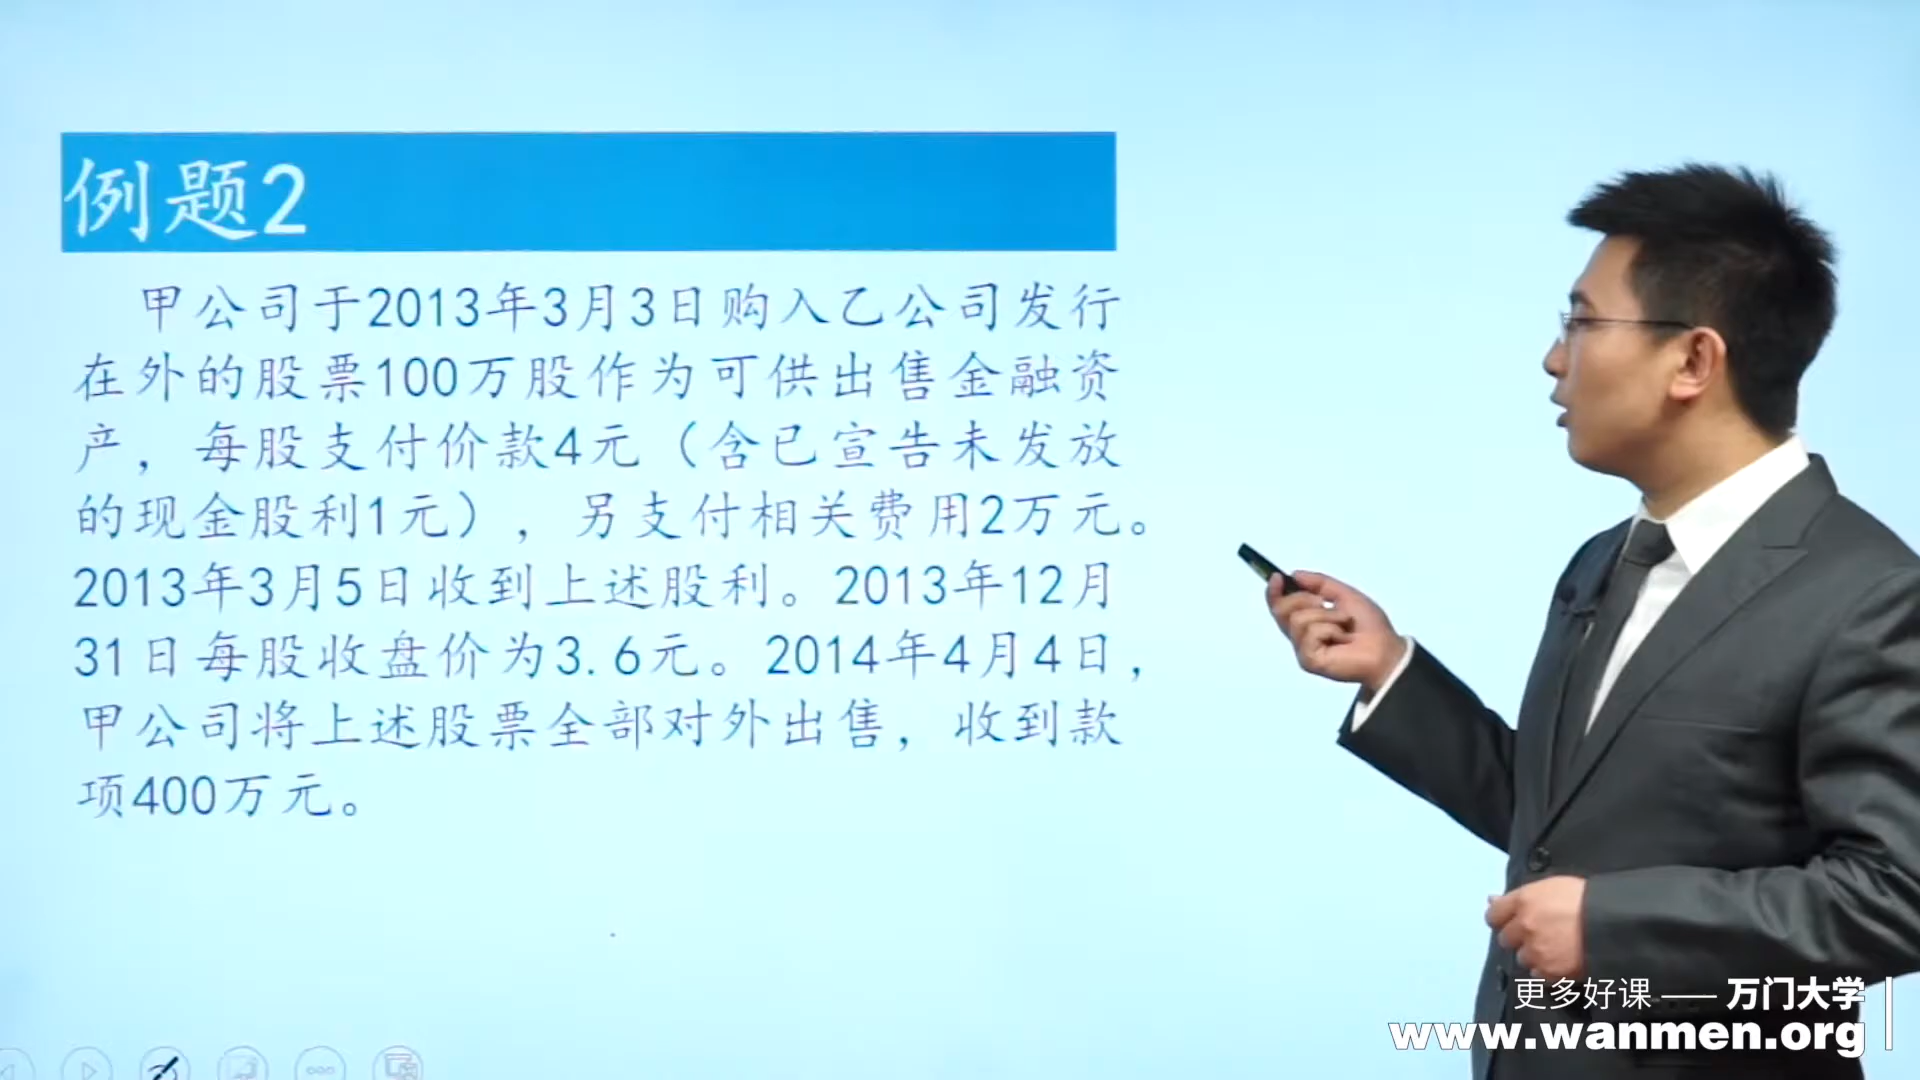 例题2
甲公司于2013年3月3日购入乙公司发行
在外的股票100万股作为可供出售金融资
产，每股支付价款4元（含已宣告未发放
的现金股利1元），另支付相关费用2万元。
2013年3月5日收到上述股利。2013年12月
31日每股收盘价为3.6元。2014年4月4日，
甲公司将上述股票全部对外出售，收到款
项400万元。
更多好课 —— 万门大学
www.wanmen.org